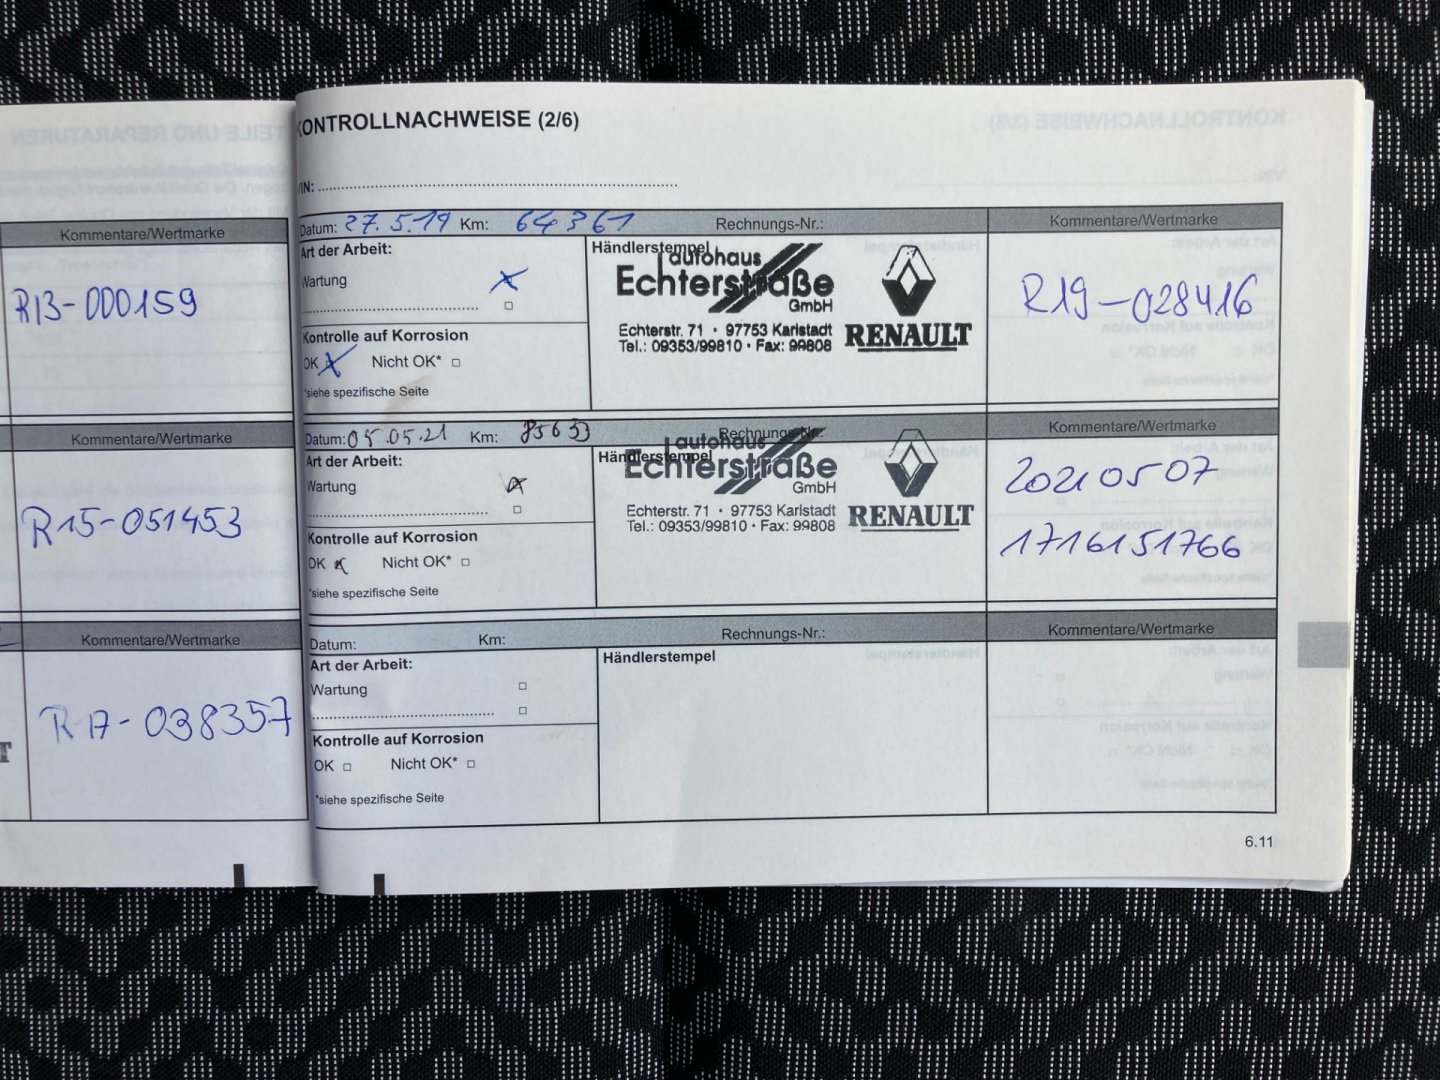 Kommentare/Wertmarke
R13-000159
Kommentare/Wertmarke
R15-051453
Kommentare/Wertmarke
R17-038357
KONTROLLNACHWEISE (2/6)
VIN:
Datum: 27.5.19 Km: 64361 Rechnungs-Nr.: Kommentare/Wertmarke
Art der Arbeit:
Wartung
Kontrolle auf Korrosion
OK Nicht OK*
*siehe spezifische Seite
Händlerstempel
autohaus
Echterstraße
GmbH
Echterstr. 71 · 97753 Karlstadt
Tel.: 09353/99810 · Fax: 99808
RENAULT
R19-028416
Datum: 05.05.21 Km: Rechnungs-Nr.: Kommentare/Wertmarke
Art der Arbeit:
Wartung
Kontrolle auf Korrosion
OK Nicht OK*
*siehe spezifische Seite
Händlerstempel
autohaus
Echterstraße
GmbH
Echterstr. 71 · 97753 Karlstadt
Tel.: 09353/99810 · Fax: 99808
RENAULT
20210507
1716151766
Datum: Km: Rechnungs-Nr.: Kommentare/Wertmarke
Art der Arbeit:
Wartung
Kontrolle auf Korrosion
OK Nicht OK*
*siehe spezifische Seite
Händlerstempel
6.11